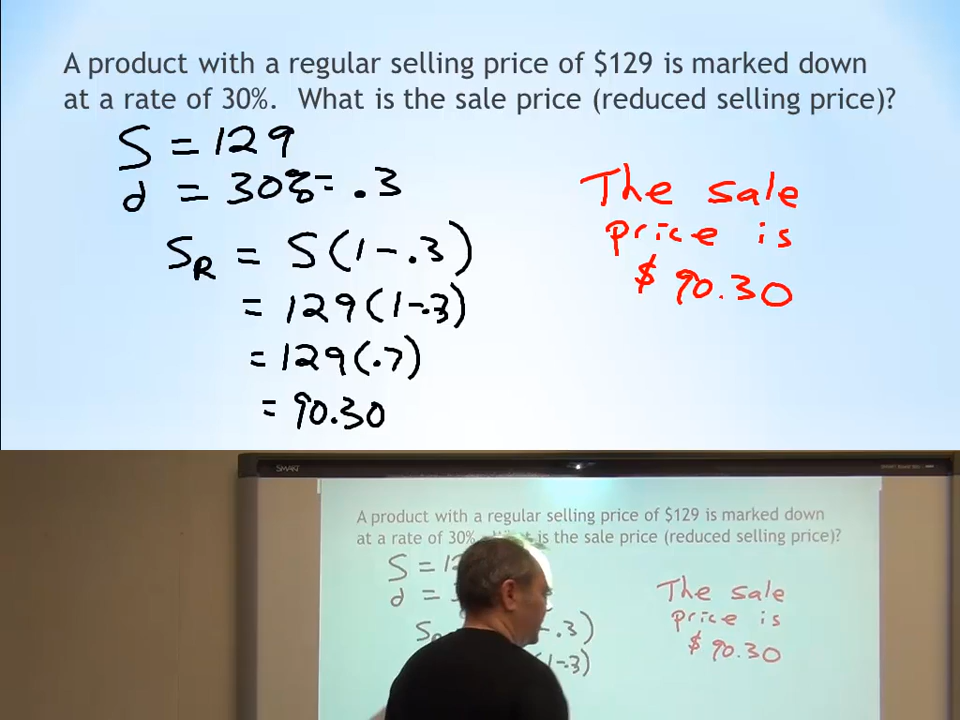 A product with a regular selling price of $129 is marked down
at a rate of 30%. What is the sale price (reduced selling price)?
S = 129
d = 30% = .3
S_R = S(1-.3)
= 129(1-.3)
= 129(.7)
= 90.30
The sale
price is
$90.30
SMART
A product with a regular selling price of $129 is marked down
at a rate of 30% is the sale price (reduced selling price)?
S = 12
d =
S -.3)
(1-.3)
The sale
price is
$90.30